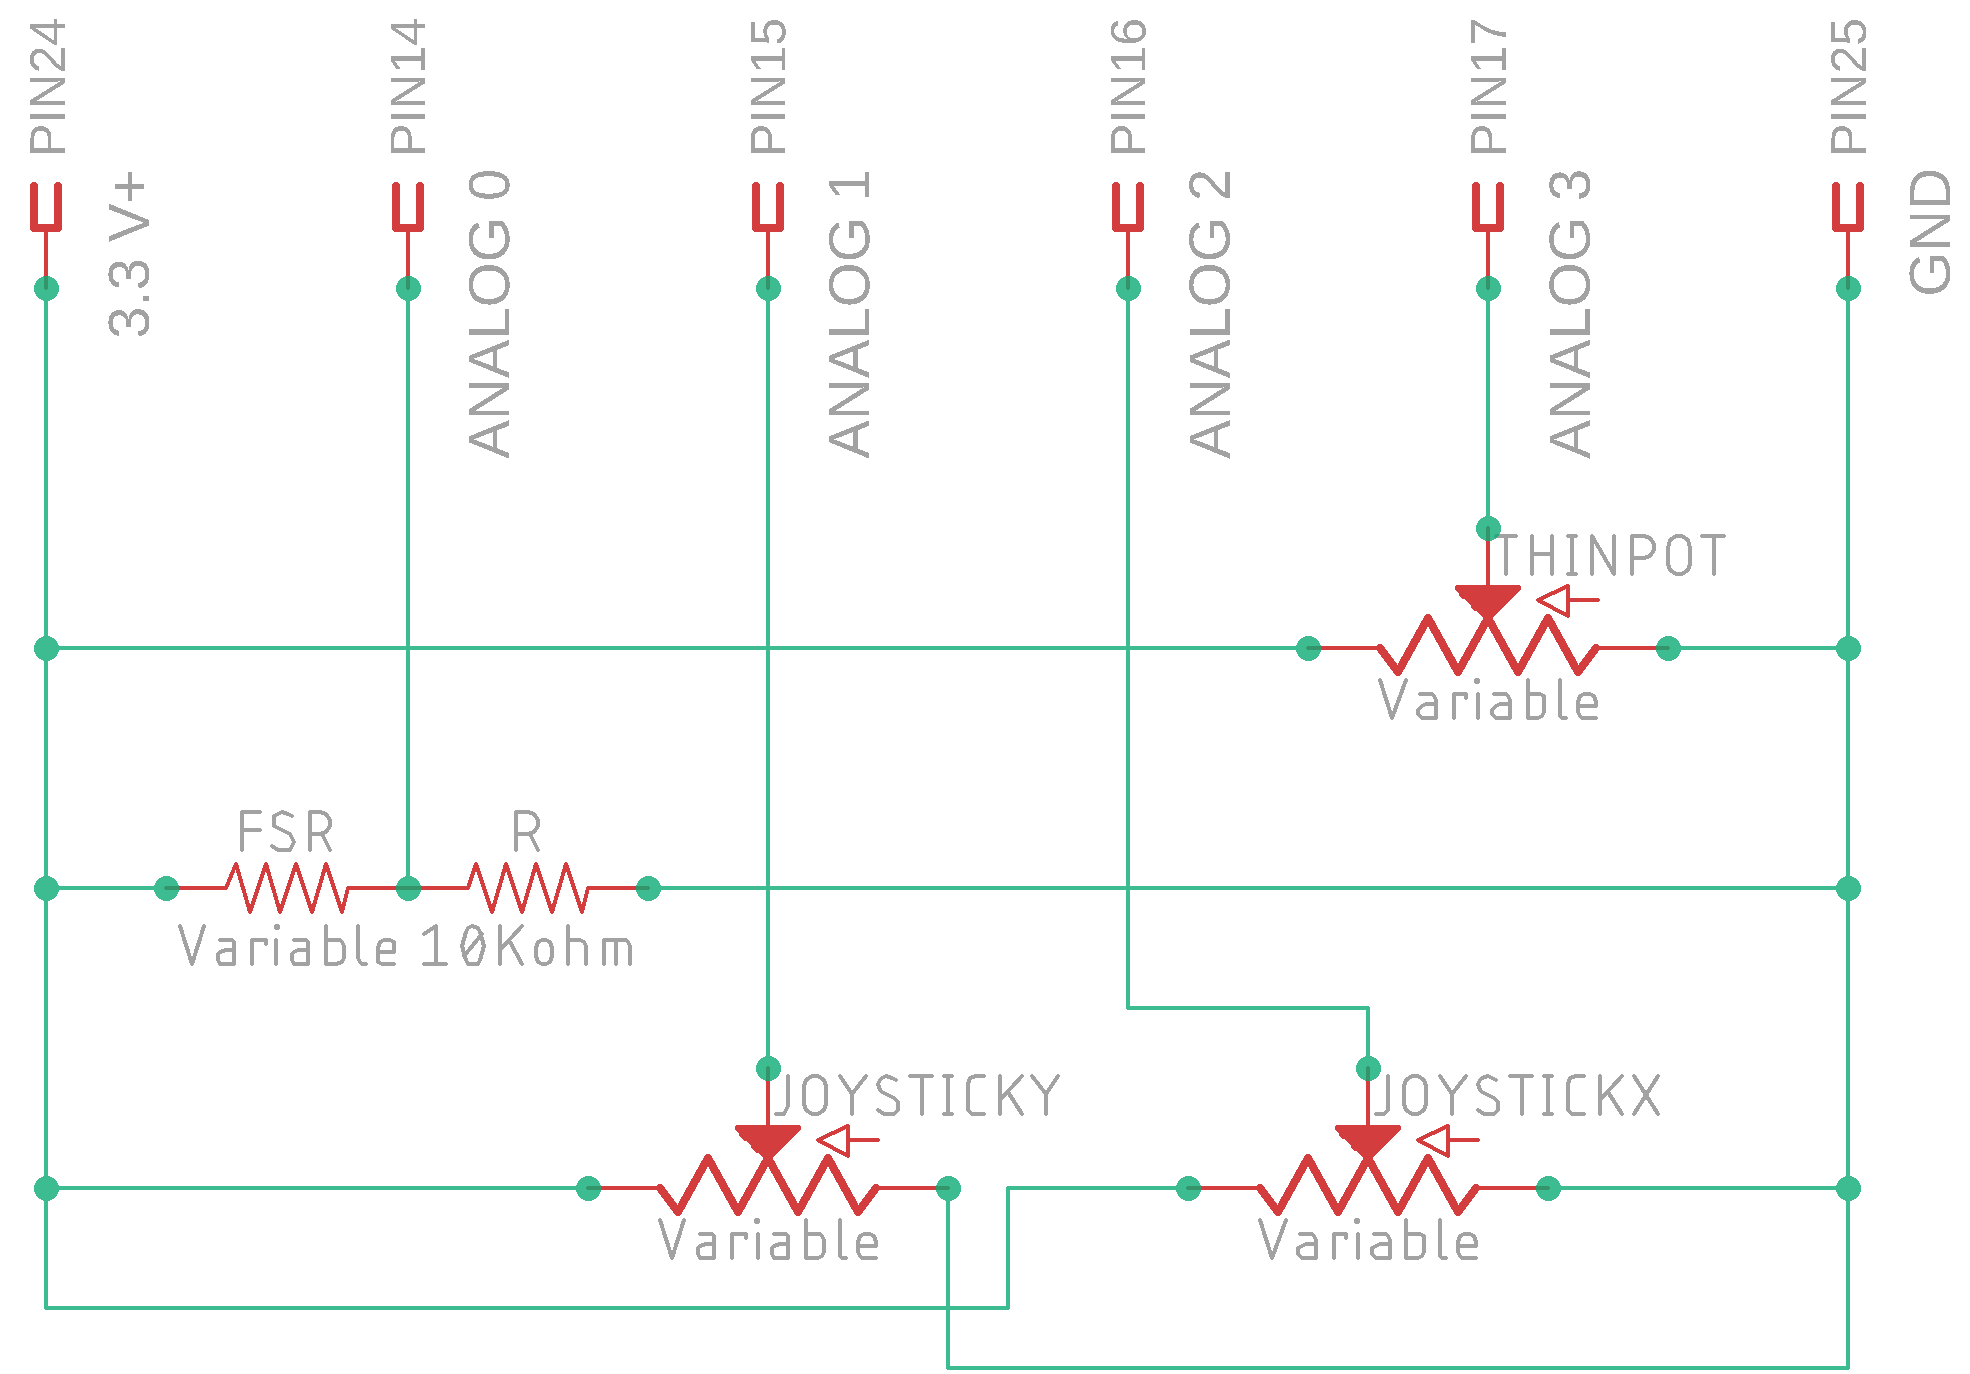 PIN24
3.3 V+
PIN14
ANALOG 0
PIN15
ANALOG 1
PIN16
ANALOG 2
PIN17
ANALOG 3
PIN25
GND
THINPOT
Variable
FSR
Variable
R
10Kohm
JOYSTICKY
Variable
JOYSTICKX
Variable